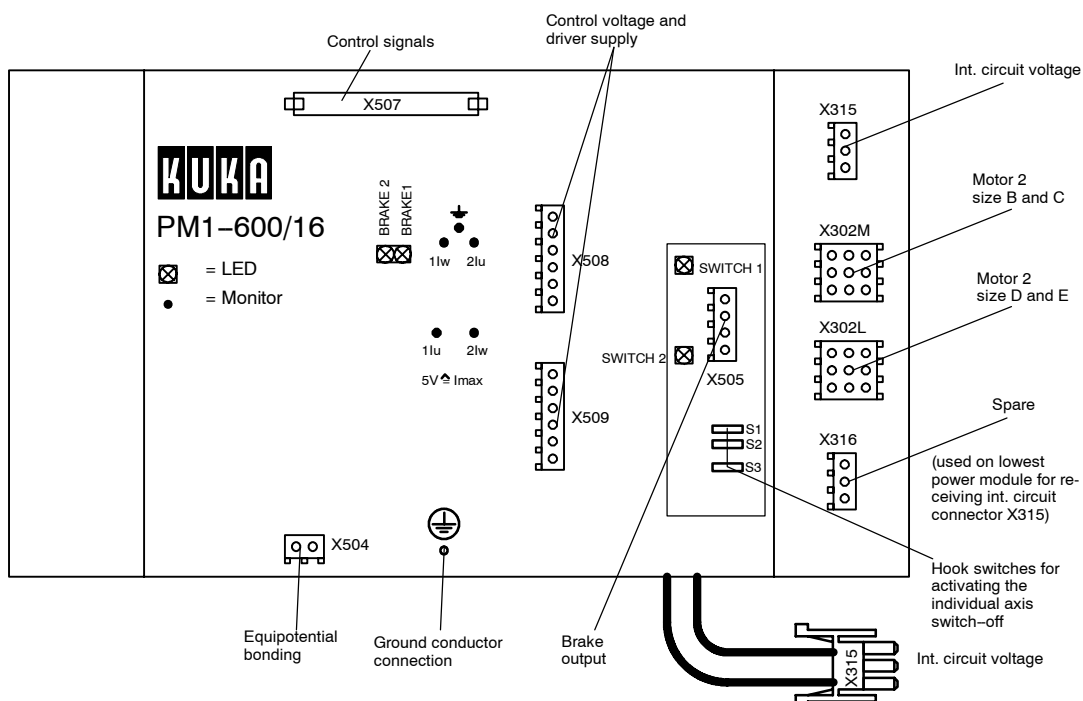 Control signals
Control voltage and
driver supply
Int. circuit voltage
X507
X315
KUKA
PM1–600/16
= LED
= Monitor
BRAKE 2
BRAKE1
1Iw
2Iu
1Iu
2Iw
5V ≙ Imax
X508
X509
SWITCH 1
SWITCH 2
X505
S1
S2
S3
Motor 2
size B and C
X302M
Motor 2
size D and E
X302L
Spare
X316
(used on lowest
power module for re-
ceiving int. circuit
connector X315)
X504
Hook switches for
activating the
individual axis
switch–off
Equipotential
bonding
Ground conductor
connection
Brake
output
X315
Int. circuit voltage